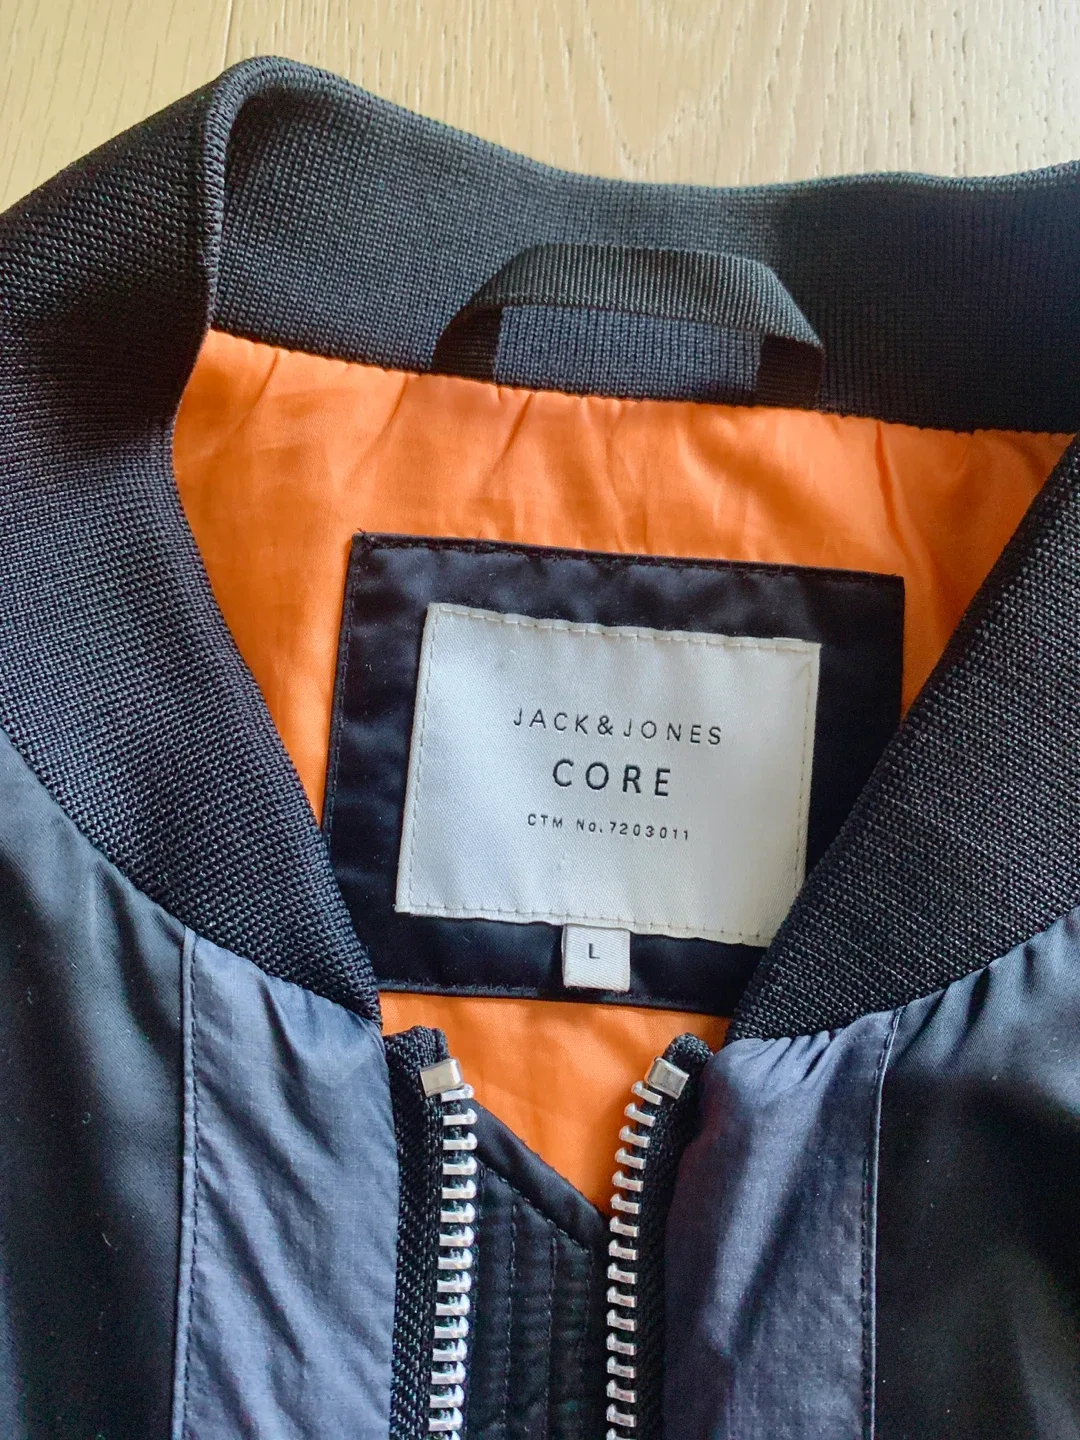 JACK&JONES
CORE
CTM No. 7203011
L